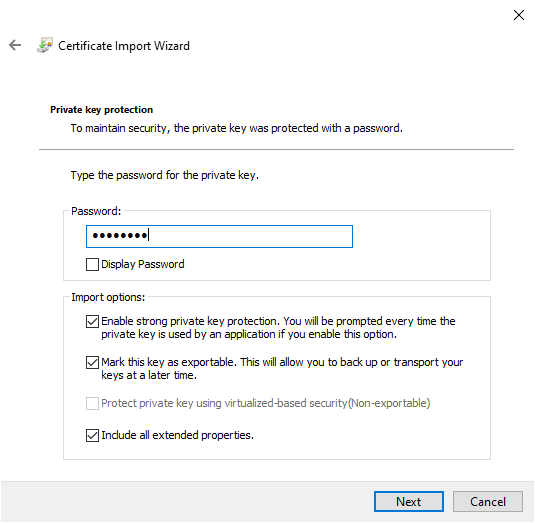 Certificate Import Wizard
Private key protection
To maintain security, the private key was protected with a password.
Type the password for the private key.
Password:
●●●●●●●●
Display Password
Import options:
Enable strong private key protection. You will be prompted every time the
private key is used by an application if you enable this option.
Mark this key as exportable. This will allow you to back up or transport your
keys at a later time.
Protect private key using virtualized-based security(Non-exportable)
Include all extended properties.
Next
Cancel